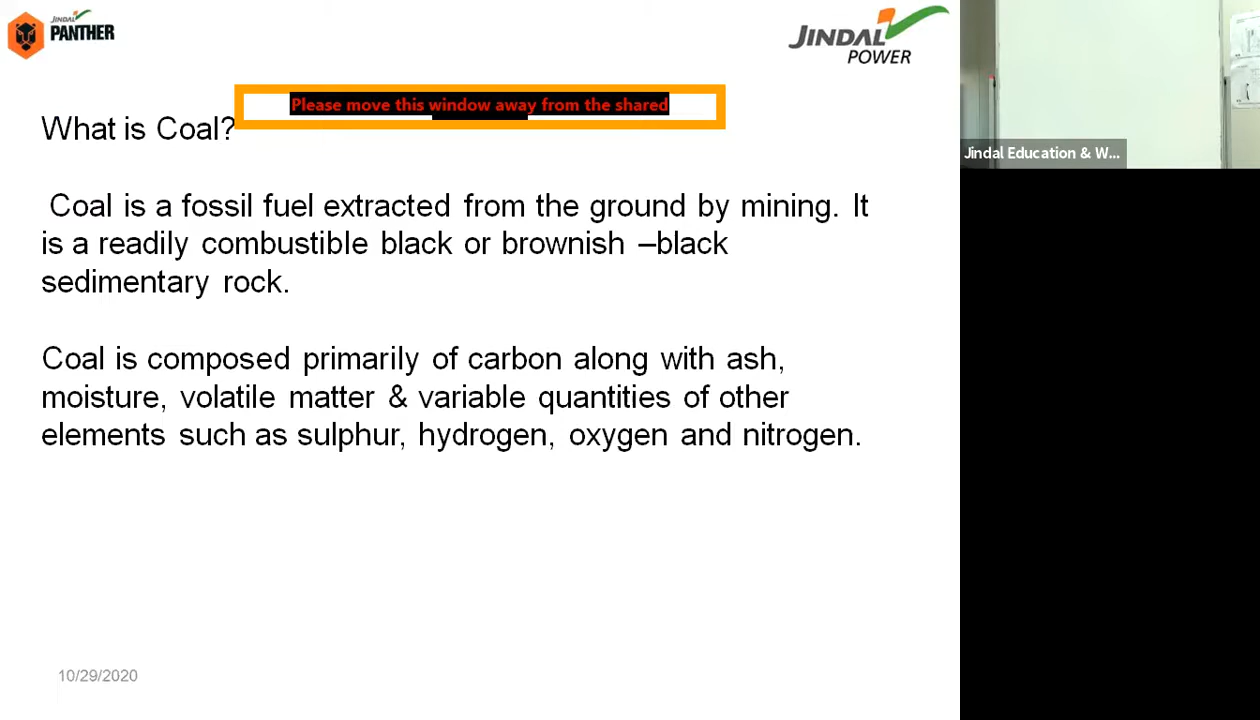 JINDAL
PANTHER
JINDAL
POWER
Please move this window away from the shared
What is Coal?
Coal is a fossil fuel extracted from the ground by mining. It
is a readily combustible black or brownish –black
sedimentary rock.
Coal is composed primarily of carbon along with ash,
moisture, volatile matter & variable quantities of other
elements such as sulphur, hydrogen, oxygen and nitrogen.
10/29/2020
Jindal Education & W...